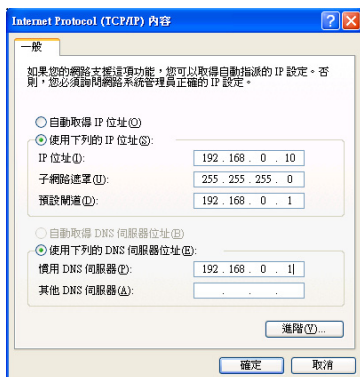 Internet Protocol (TCP/IP) 內容
一般
如果您的網路支援這項功能，您可以取得自動指派的 IP 設定。否
則，您必須詢問網路系統管理員正確的 IP 設定。
自動取得 IP 位址(O)
使用下列的 IP 位址(S):
IP 位址(I): 192 . 168 . 0 . 10
子網路遮罩(U): 255 . 255 . 255 . 0
預設閘道(D): 192 . 168 . 0 . 1
自動取得 DNS 伺服器位址(B)
使用下列的 DNS 伺服器位址(E):
慣用 DNS 伺服器(P): 192 . 168 . 0 . 1
其他 DNS 伺服器(A): . . .
進階(V)...
確定 取消